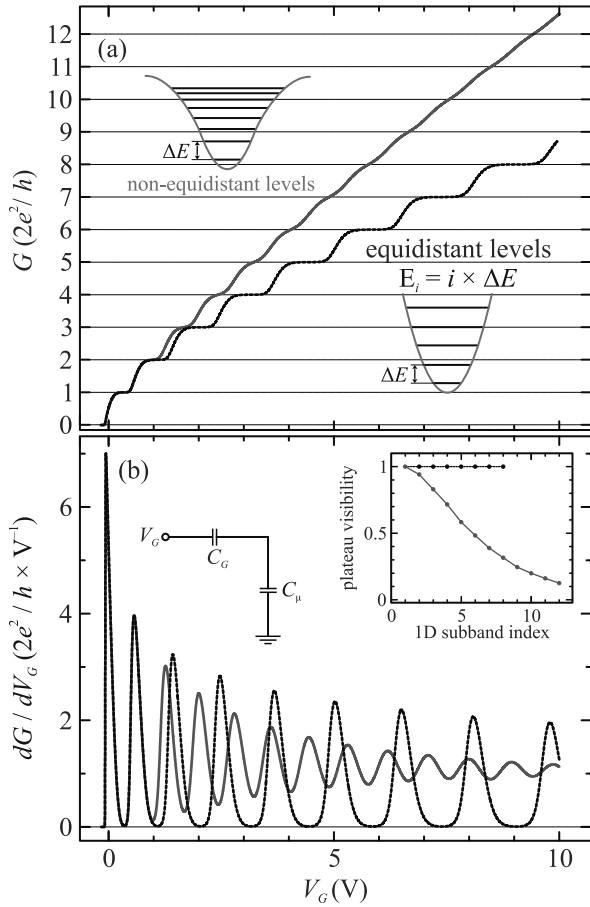 12
11
10
9
8
7
6
5
4
3
2
1
0
G (2e²/h)
(a)
ΔE
non-equidistant levels
equidistant levels
Eᵢ = i × ΔE
ΔE
(b)
6
4
2
0
dG / dV_G (2e² / h × V⁻¹)
V_G
C_G
C_μ
1
0.5
0
plateau visibility
0 5 10
1D subband index
0 5 10
V_G (V)